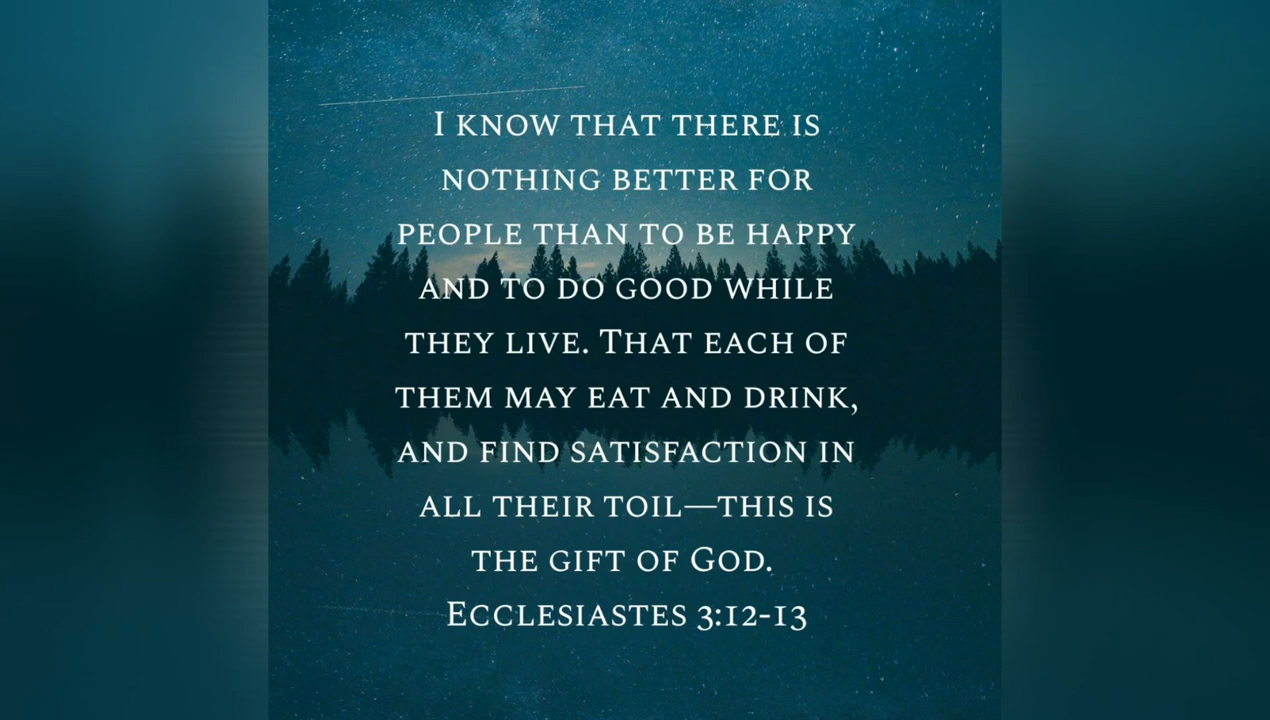 I KNOW THAT THERE IS
NOTHING BETTER FOR
PEOPLE THAN TO BE HAPPY
AND TO DO GOOD WHILE
THEY LIVE. THAT EACH OF
THEM MAY EAT AND DRINK,
AND FIND SATISFACTION IN
ALL THEIR TOIL—THIS IS
THE GIFT OF GOD.
ECCLESIASTES 3:12-13